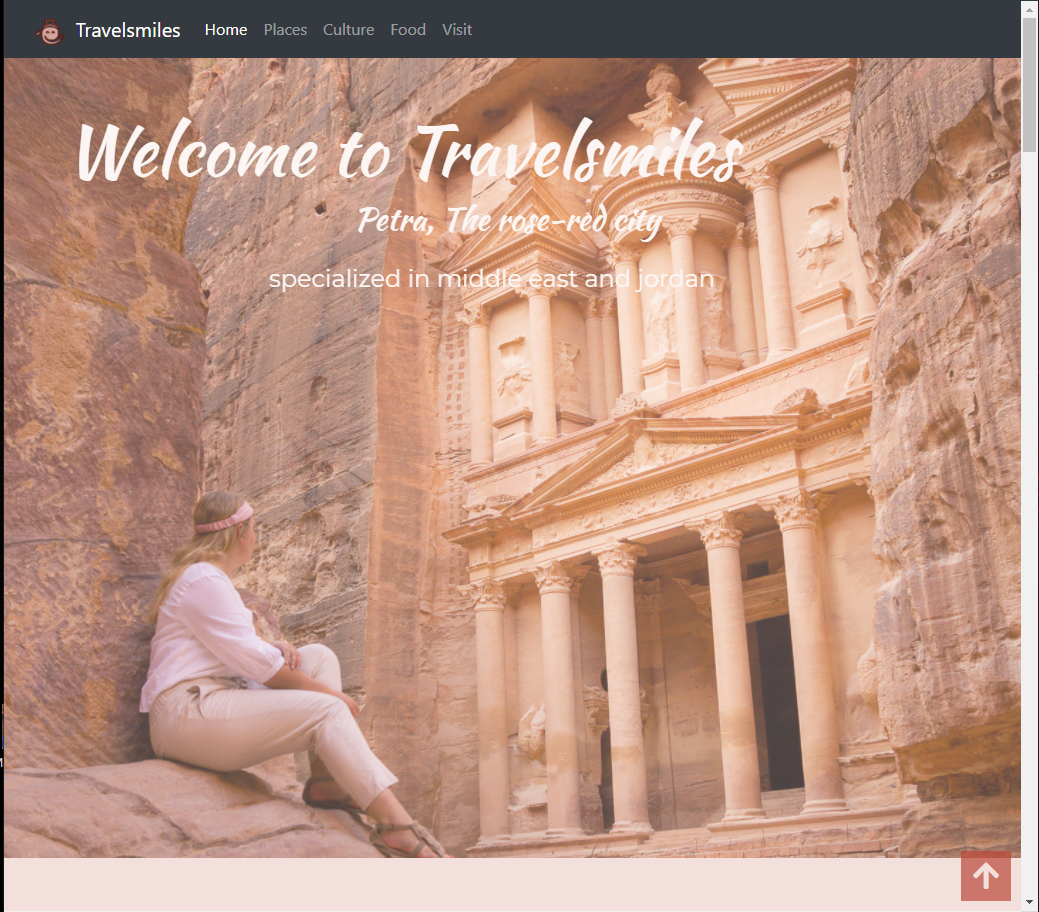 Travelsmiles Home Places Culture Food Visit
Welcome to Travelsmiles
Petra, The rose-red city
specialized in middle east and jordan